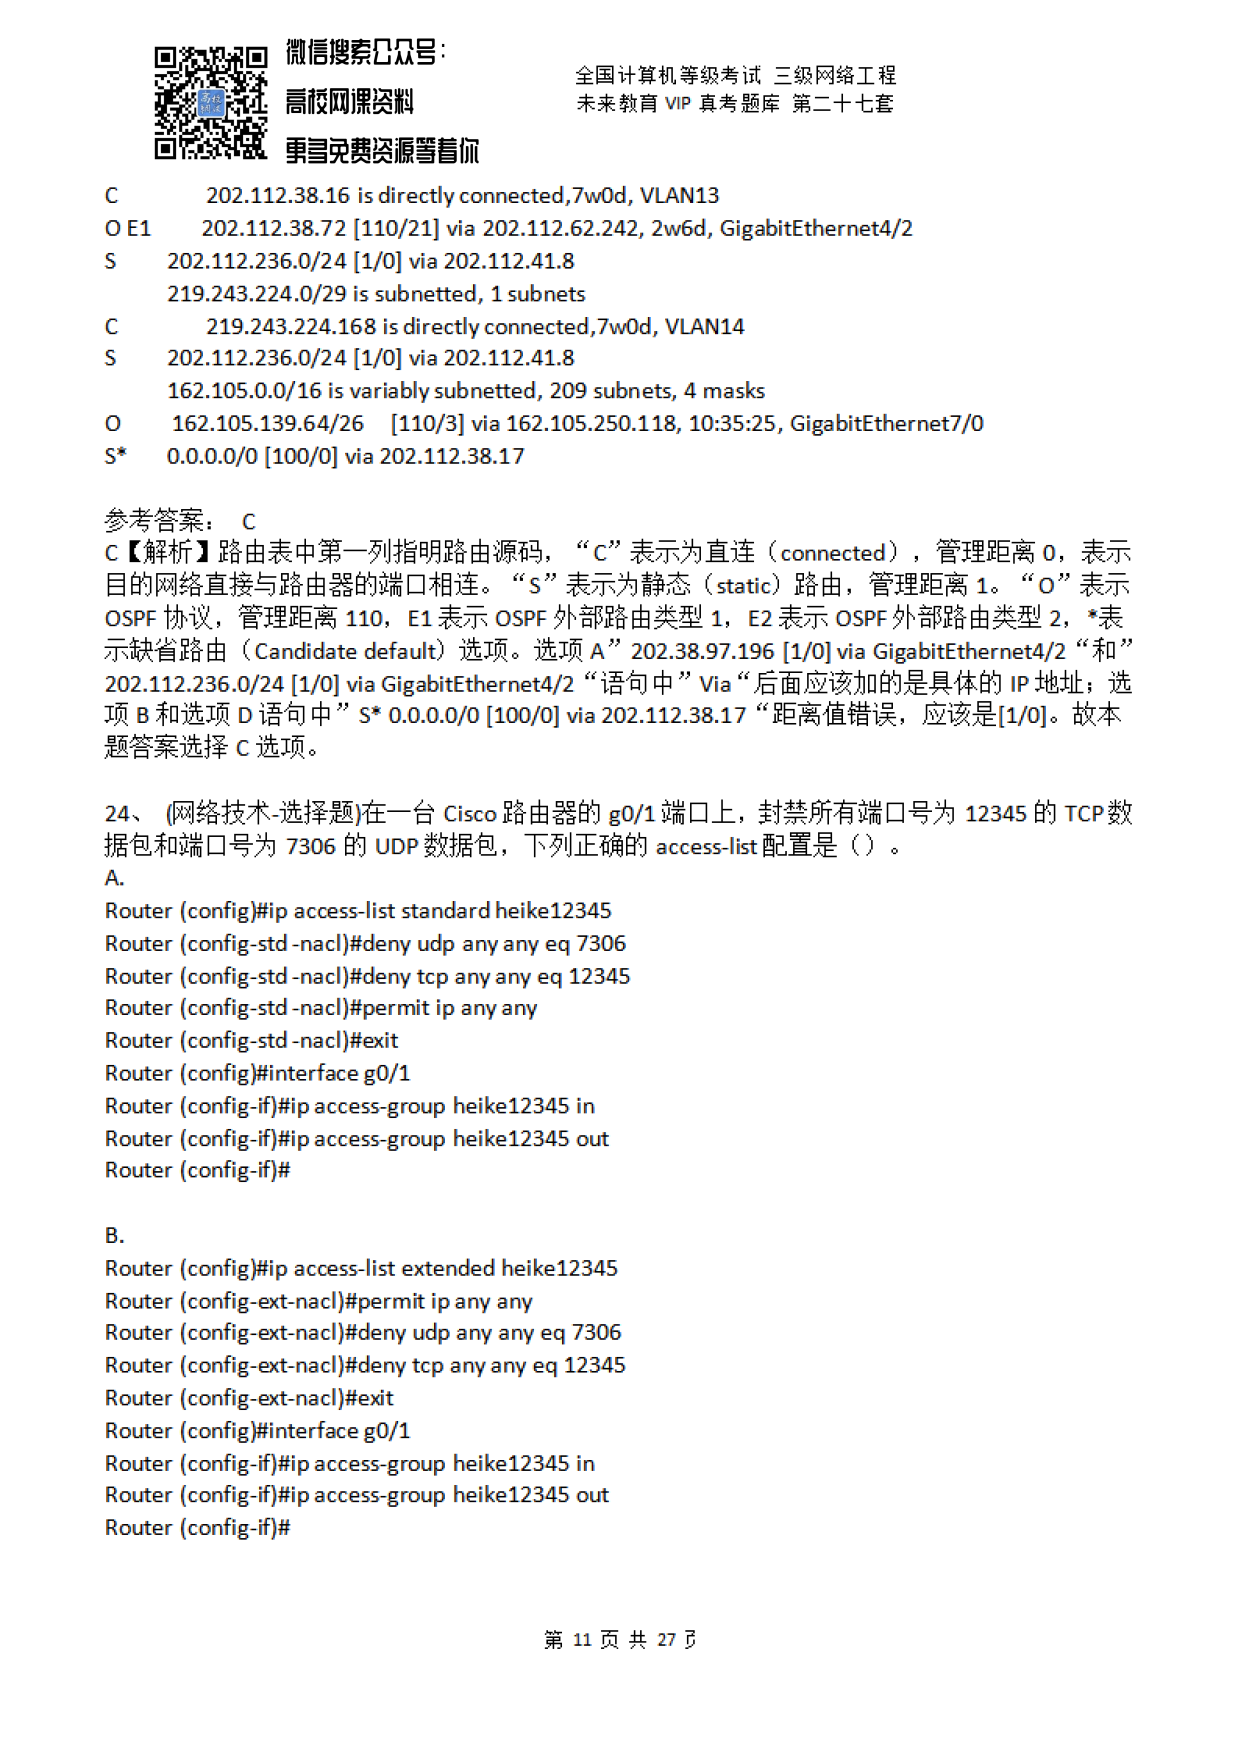 微信搜索公众号：
高校网课资料
更多免费资源等着你
全国计算机等级考试 三级网络工程
未来教育 VIP 真考题库 第二十七套
C 202.112.38.16 is directly connected,7w0d, VLAN13
O E1 202.112.38.72 [110/21] via 202.112.62.242, 2w6d, GigabitEthernet4/2
S 202.112.236.0/24 [1/0] via 202.112.41.8
219.243.224.0/29 is subnetted, 1 subnets
C 219.243.224.168 is directly connected,7w0d, VLAN14
S 202.112.236.0/24 [1/0] via 202.112.41.8
162.105.0.0/16 is variably subnetted, 209 subnets, 4 masks
O 162.105.139.64/26 [110/3] via 162.105.250.118, 10:35:25, GigabitEthernet7/0
S* 0.0.0.0/0 [100/0] via 202.112.38.17
参考答案： C
C【解析】路由表中第一列指明路由源码，“C”表示为直连（connected），管理距离 0，表示
目的网络直接与路由器的端口相连。“S”表示为静态（static）路由，管理距离 1。“O”表示
OSPF 协议，管理距离 110，E1 表示 OSPF 外部路由类型 1，E2 表示 OSPF 外部路由类型 2，*表
示缺省路由（Candidate default）选项。选项 A”202.38.97.196 [1/0] via GigabitEthernet4/2“和”
202.112.236.0/24 [1/0] via GigabitEthernet4/2“语句中”Via“后面应该加的是具体的 IP 地址；选
项 B 和选项 D 语句中”S* 0.0.0.0/0 [100/0] via 202.112.38.17“距离值错误，应该是[1/0]。故本
题答案选择 C 选项。
24、 (网络技术-选择题)在一台 Cisco 路由器的 g0/1 端口上，封禁所有端口号为 12345 的 TCP 数
据包和端口号为 7306 的 UDP 数据包，下列正确的 access-list 配置是（）。
A.
Router (config)#ip access-list standard heike12345
Router (config-std -nacl)#deny udp any any eq 7306
Router (config-std -nacl)#deny tcp any any eq 12345
Router (config-std -nacl)#permit ip any any
Router (config-std -nacl)#exit
Router (config)#interface g0/1
Router (config-if)#ip access-group heike12345 in
Router (config-if)#ip access-group heike12345 out
Router (config-if)#
B.
Router (config)#ip access-list extended heike12345
Router (config-ext-nacl)#permit ip any any
Router (config-ext-nacl)#deny udp any any eq 7306
Router (config-ext-nacl)#deny tcp any any eq 12345
Router (config-ext-nacl)#exit
Router (config)#interface g0/1
Router (config-if)#ip access-group heike12345 in
Router (config-if)#ip access-group heike12345 out
Router (config-if)#
第 11 页 共 27 页